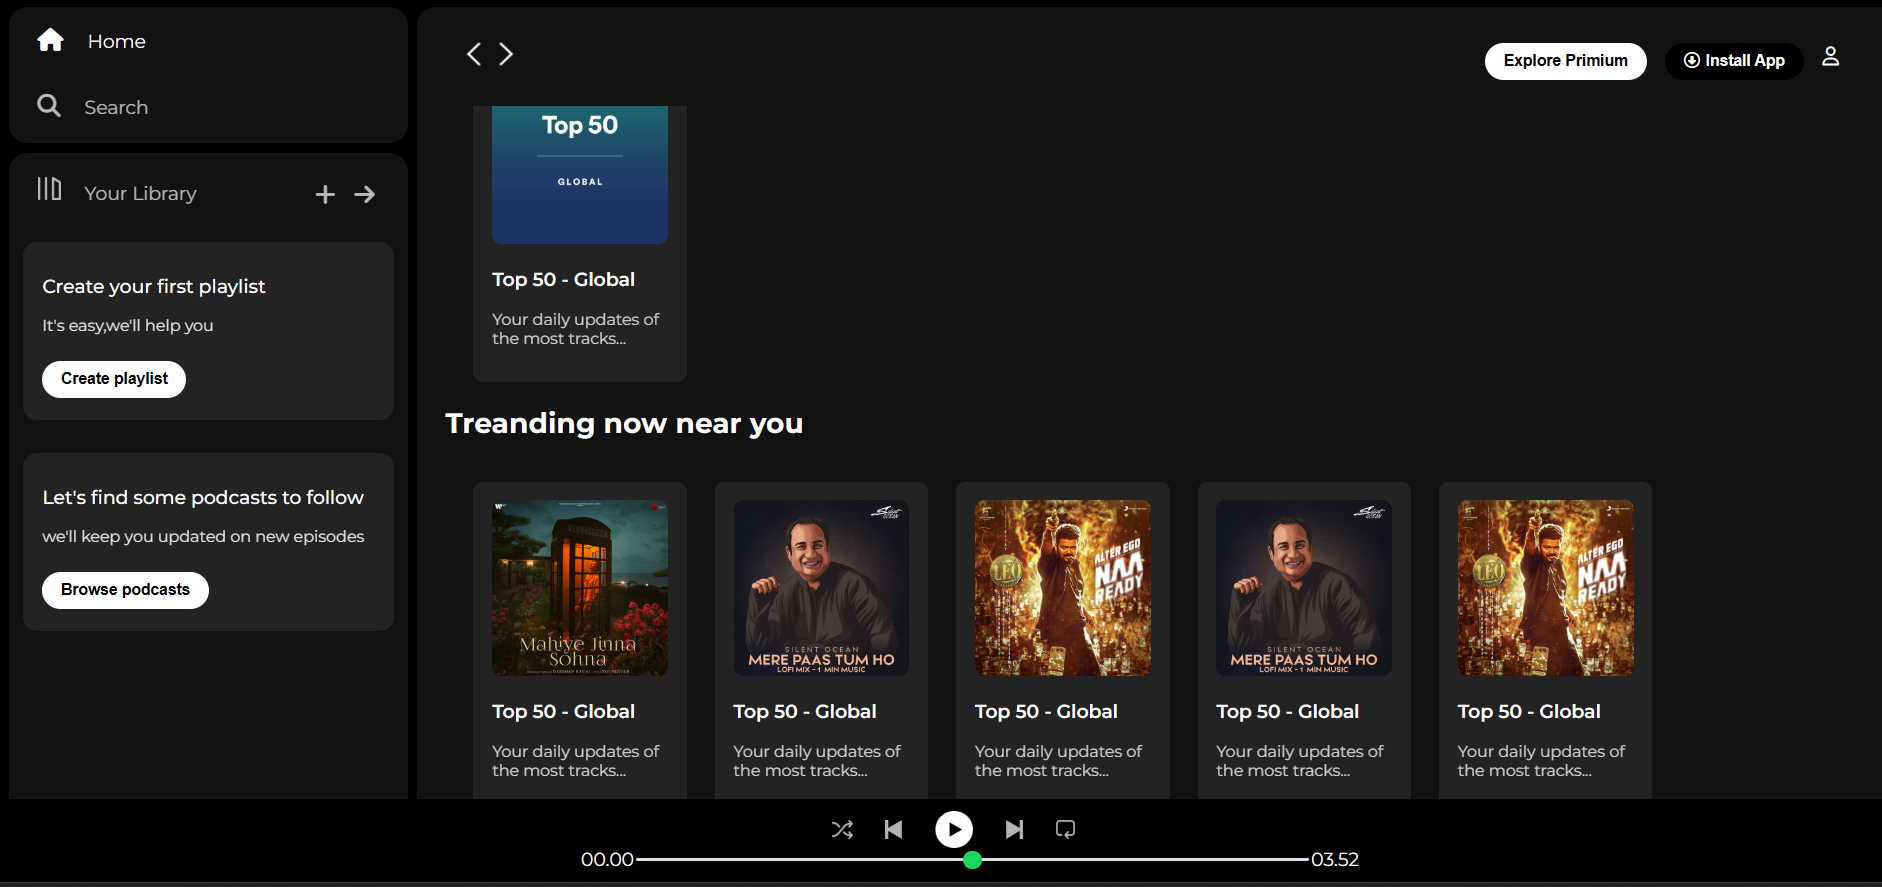 Home
Search
Your Library
Create your first playlist
It's easy,we'll help you
Create playlist
Let's find some podcasts to follow
we'll keep you updated on new episodes
Browse podcasts
Explore Primium
Install App
Top 50
GLOBAL
Top 50 - Global
Your daily updates of
the most tracks...
Treanding now near you
Mahiye Jinna
Sohna
Top 50 - Global
Your daily updates of
the most tracks...
Silent
OCEAN
SILENT OCEAN
MERE PAAS TUM HO
LOFI MIX - 1 MIN MUSIC
Top 50 - Global
Your daily updates of
the most tracks...
LEO
ALTER EGO
NAA
READY
Top 50 - Global
Your daily updates of
the most tracks...
Silent
OCEAN
SILENT OCEAN
MERE PAAS TUM HO
LOFI MIX - 1 MIN MUSIC
Top 50 - Global
Your daily updates of
the most tracks...
LEO
ALTER EGO
NAA
READY
Top 50 - Global
Your daily updates of
the most tracks...
00.00
03.52